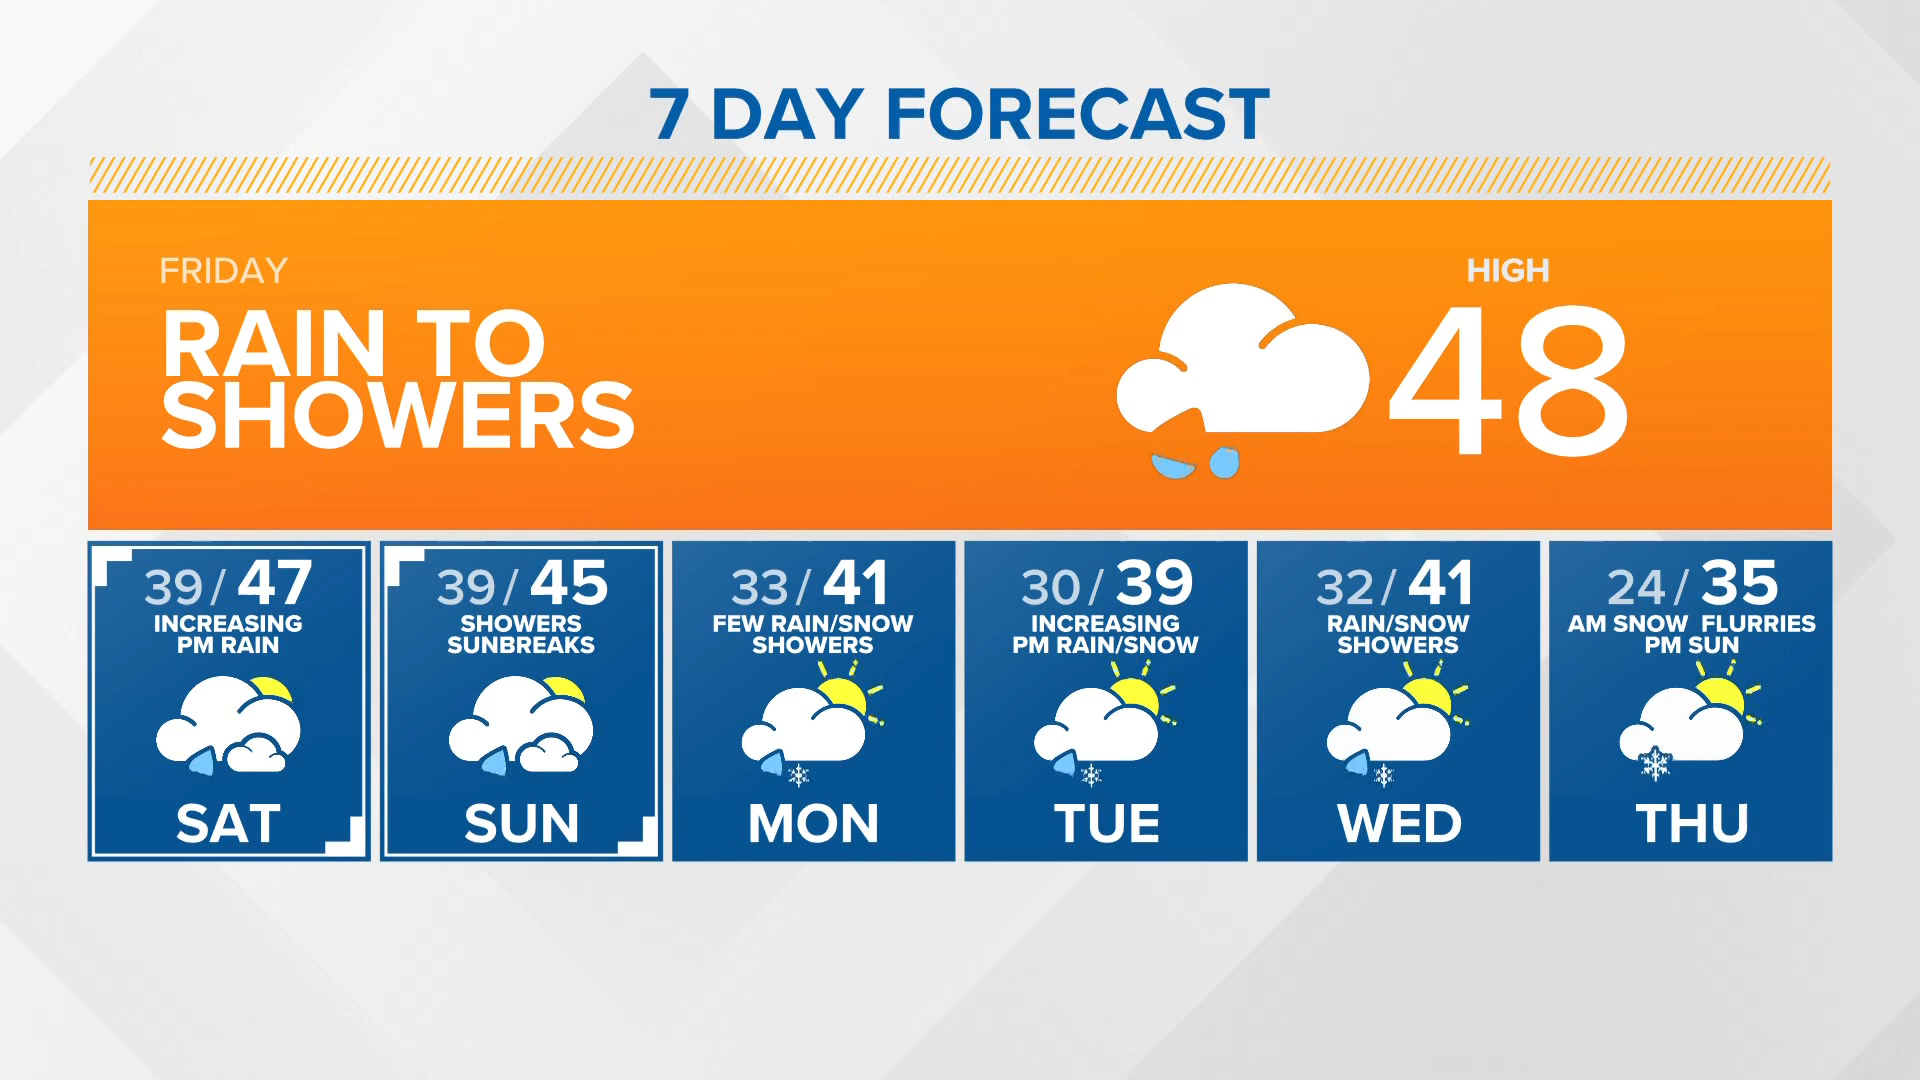 7 DAY FORECAST
FRIDAY
RAIN TO
SHOWERS
HIGH
48
39/47
INCREASING
PM RAIN
SAT
39/45
SHOWERS
SUNBREAKS
SUN
33/41
FEW RAIN/SNOW
SHOWERS
MON
30/39
INCREASING
PM RAIN/SNOW
TUE
32/41
RAIN/SNOW
SHOWERS
WED
24/35
AM SNOW FLURRIES
PM SUN
THU